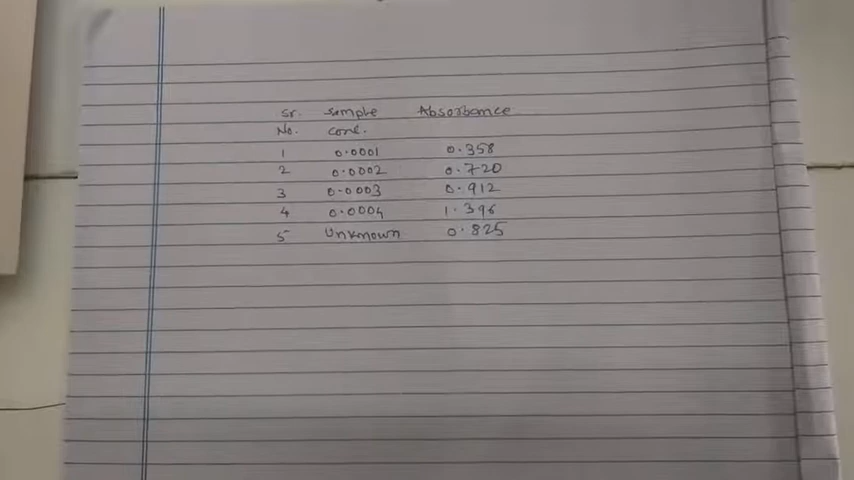 Sr. Sample Absorbance
No. conc.
1 0.0001 0.358
2 0.0002 0.720
3 0.0003 0.912
4 0.0004 1.396
5 Unknown 0.825